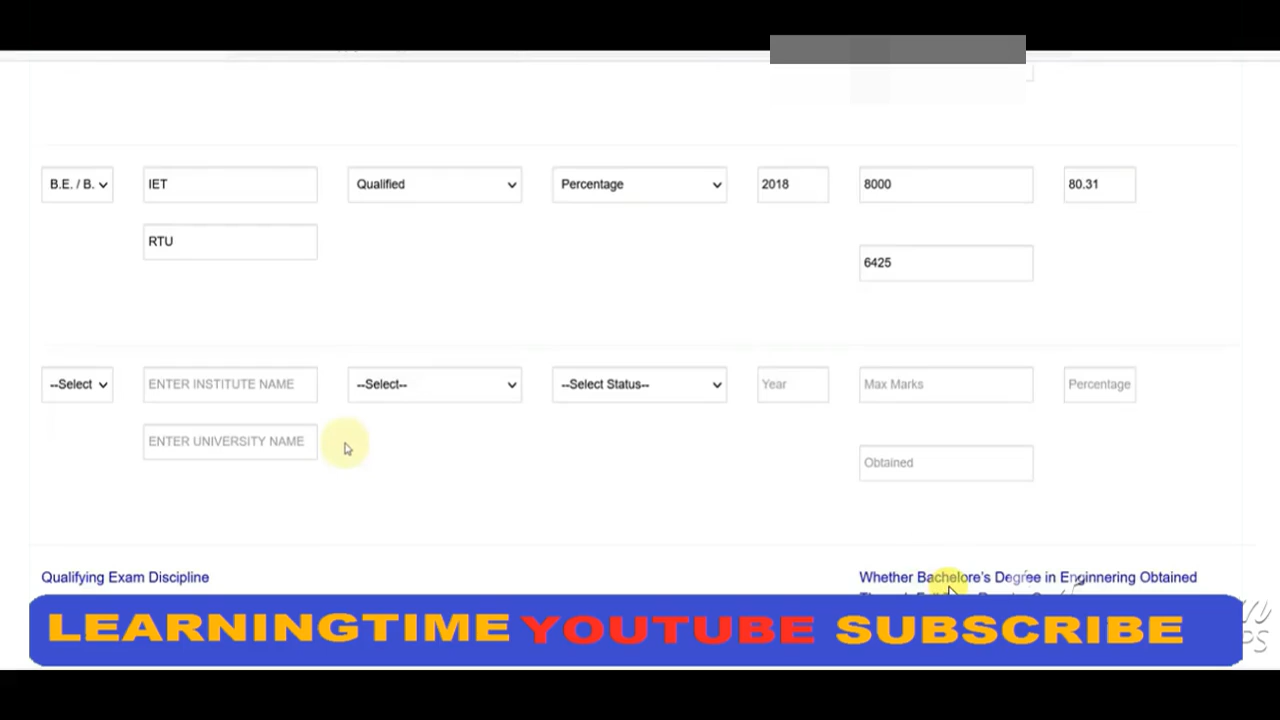 B.E. / B.
IET
Qualified
Percentage
2018
8000
80.31
RTU
6425
--Select
ENTER INSTITUTE NAME
--Select--
--Select Status--
Year
Max Marks
Percentage
ENTER UNIVERSITY NAME
Obtained
Qualifying Exam Discipline
Whether Bachelore's Degree in Enginnering Obtained
LEARNINGTIME YOUTUBE SUBSCRIBE